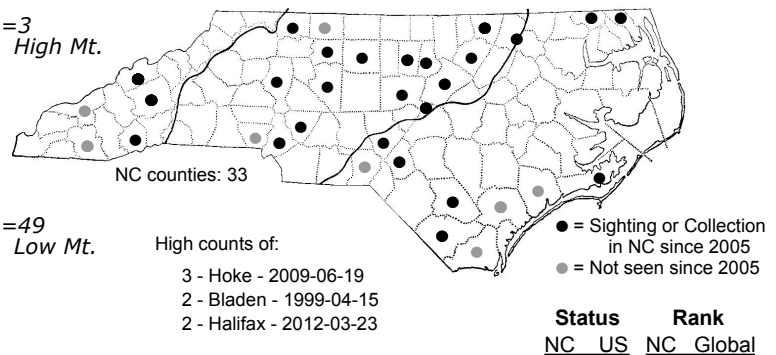 =3
High Mt.
NC counties: 33
=49
Low Mt.
High counts of:
3 - Hoke - 2009-06-19
2 - Bladen - 1999-04-15
2 - Halifax - 2012-03-23
= Sighting or Collection
in NC since 2005
= Not seen since 2005
Status Rank
NC US NC Global